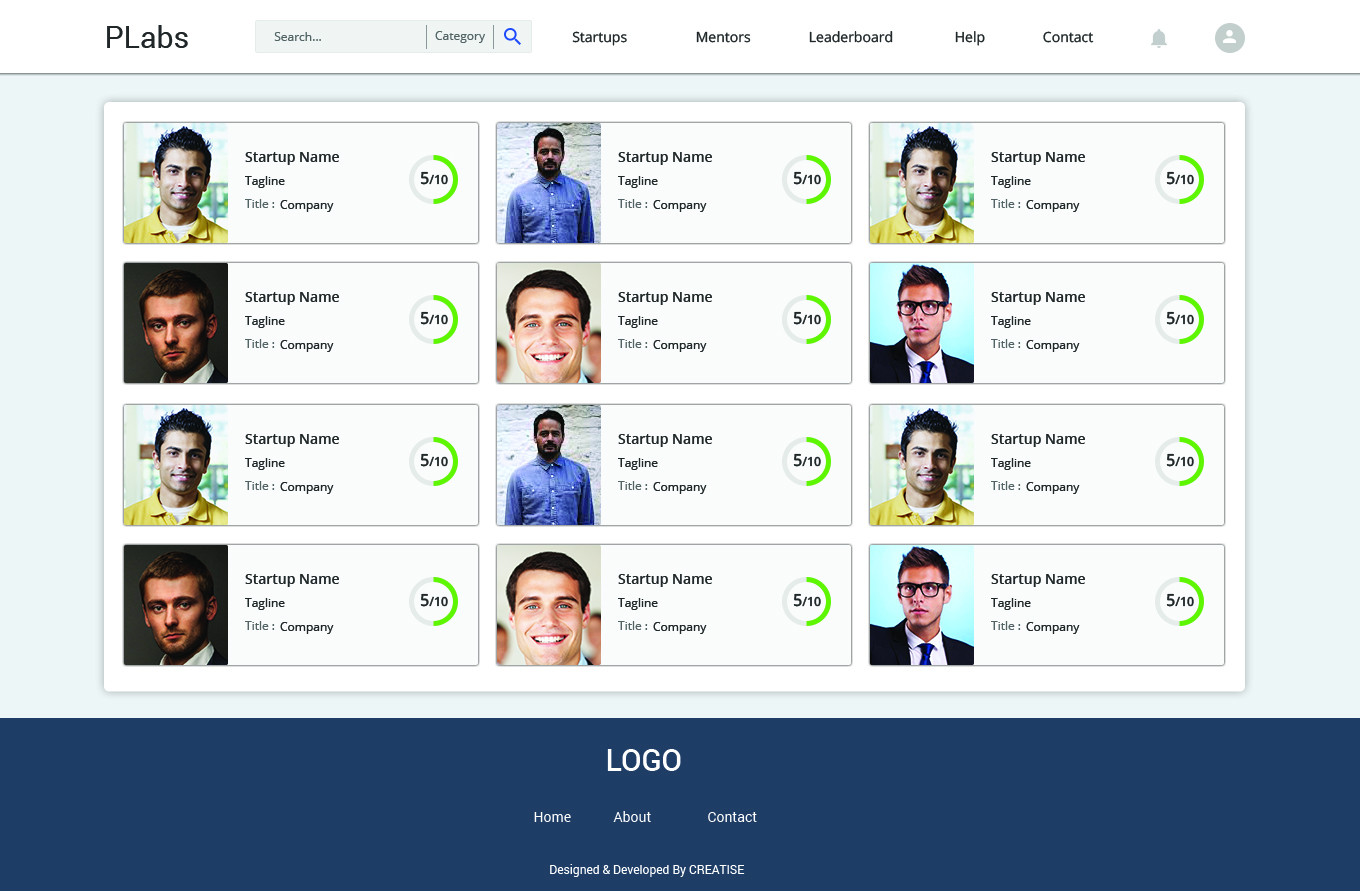 PLabs Search... Category Startups Mentors Leaderboard Help Contact
Startup Name
Tagline
Title : Company
5/10
Startup Name
Tagline
Title : Company
5/10
Startup Name
Tagline
Title : Company
5/10
Startup Name
Tagline
Title : Company
5/10
Startup Name
Tagline
Title : Company
5/10
Startup Name
Tagline
Title : Company
5/10
Startup Name
Tagline
Title : Company
5/10
Startup Name
Tagline
Title : Company
5/10
Startup Name
Tagline
Title : Company
5/10
Startup Name
Tagline
Title : Company
5/10
Startup Name
Tagline
Title : Company
5/10
Startup Name
Tagline
Title : Company
5/10
LOGO
Home About Contact
Designed & Developed By CREATISE